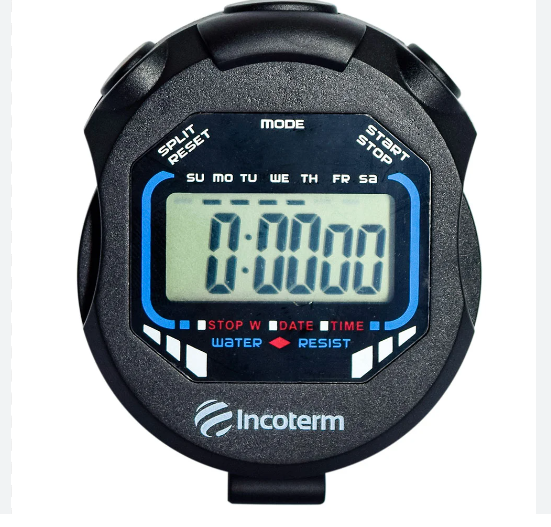 MODE
SPLIT
RESET
START
STOP
SU MO TU WE TH FR Sa
0:0000
STOP W DATE TIME
WATER RESIST
Incoterm